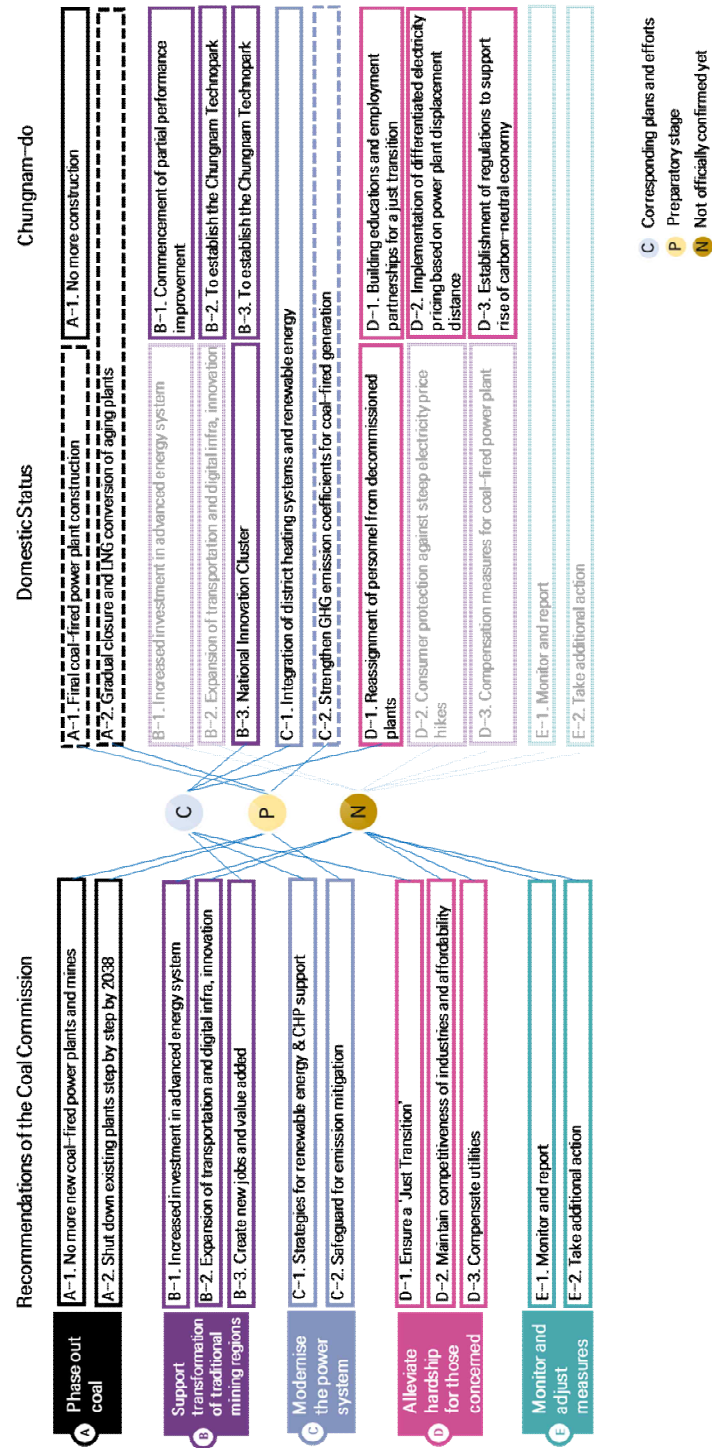 Recommendations of the Coal Commission
Domestic Status
Chungnam-do
A
Phase out
coal
A-1. No more new coal-fired power plants and mines
A-2. Shut down existing plants step by step by 2038
B
Support
transformation
of traditional
mining regions
B-1. Increased investment in advanced energy system
B-2. Expansion of transportation and digital infra, innovation
B-3. Create new jobs and value added
C
Modernise
the power
system
C-1. Strategies for renewable energy & CHP support
C-2. Safeguard for emission mitigation
D
Alleviate
hardship
for those
concerned
D-1. Ensure a 'Just Transition'
D-2. Maintain competitiveness of industries and affordability
D-3. Compensate utilities
E
Monitor and
adjust
measures
E-1. Monitor and report
E-2. Take additional action
C
P
N
A-1. Final coal-fired power plant construction
A-2. Gradual closure and LNG conversion of aging plants
B-1. Increased investment in advanced energy system
B-2. Expansion of transportation and digital infra, innovation
B-3. National Innovation Cluster
C-1. Integration of district heating systems and renewable energy
C-2. Strengthen GHG emission coefficients for coal-fired generation
D-1. Reassignment of personnel from decommissioned
plants
D-2. Consumer protection against steep electricity price
hikes
D-3. Compensation measures for coal-fired power plant
E-1. Monitor and report
E-2. Take additional action
A-1. No more construction
B-1. Commencement of partial performance
improvement
B-2. To establish the Chungnam Technopark
B-3. To establish the Chungnam Technopark
D-1. Building educations and employment
partnerships for a just transition
D-2. Implementation of differentiated electricity
pricing based on power plant displacement
distance
D-3. Establishment of regulations to support
rise of carbon-neutral economy
C Corresponding plans and efforts
P Preparatory stage
N Not officially confirmed yet